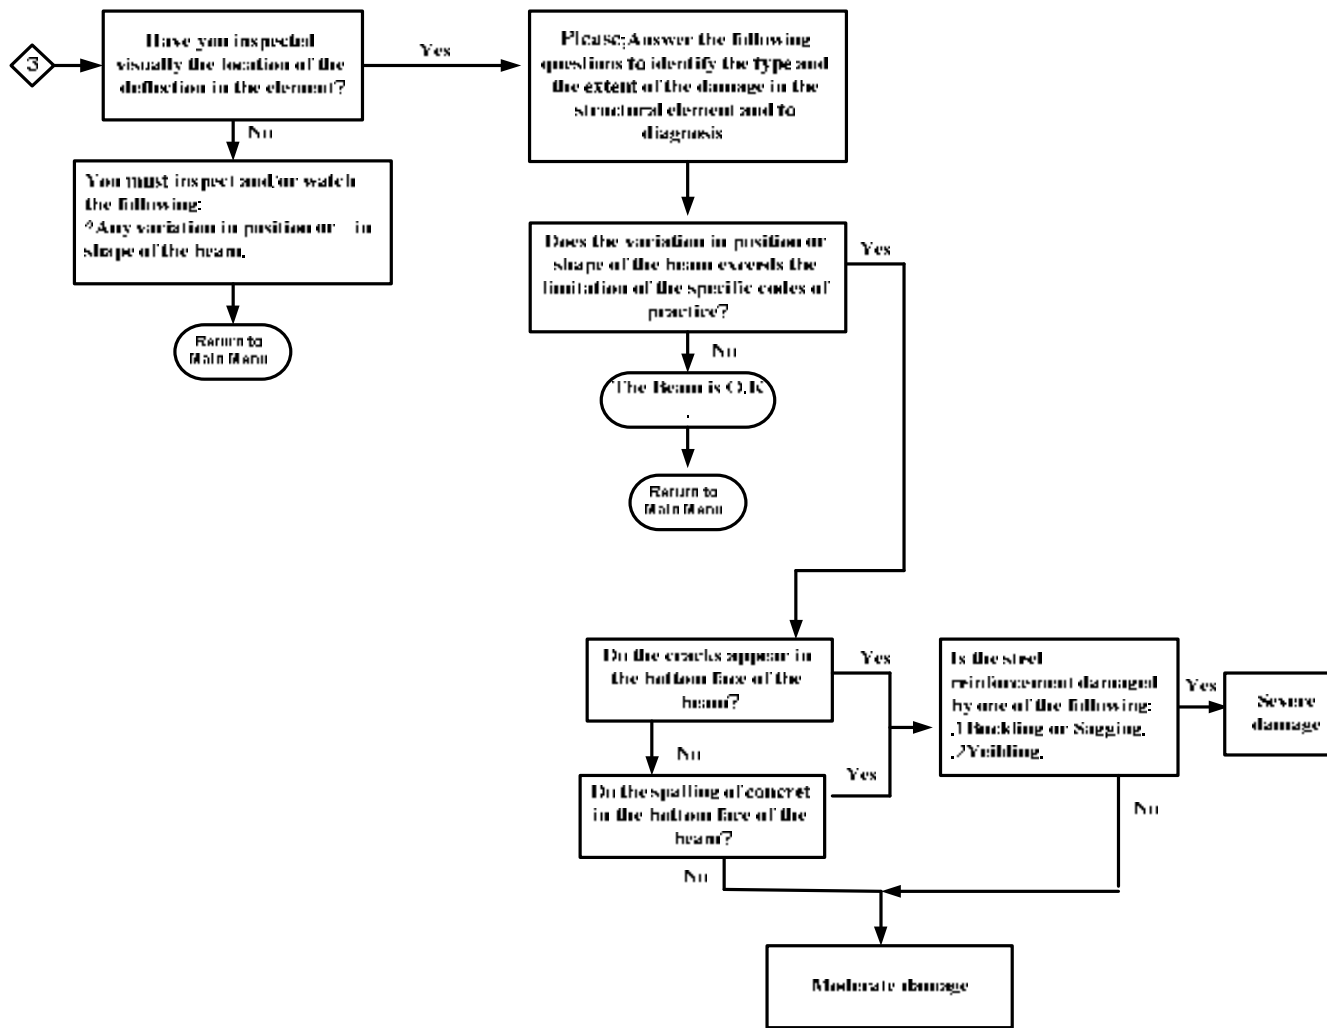 3
Have you inspected
visually the location of the
deflection in the element?
Yes
Please;Answer the following
questions to identify the type and
the extent of the damage in the
structural element and to
diagnosis
No
You must inspect and/or watch
the following:
*Any variation in position or in
shape of the beam.
Return to
Main Menu
Does the variation in position or
shape of the beam exceeds the
limitation of the specific codes of
practice?
Yes
No
The Beam is O.K
.
Return to
Main Menu
Do the cracks appear in
the bottom face of the
beam?
Yes
Is the steel
reinforcement damaged
by one of the following:
.1Buckling or Sagging.
.2Yeilding.
Yes
Severe
damage
No
Do the spalling of concret
in the bottom face of the
beam?
Yes
No
No
Moderate damage